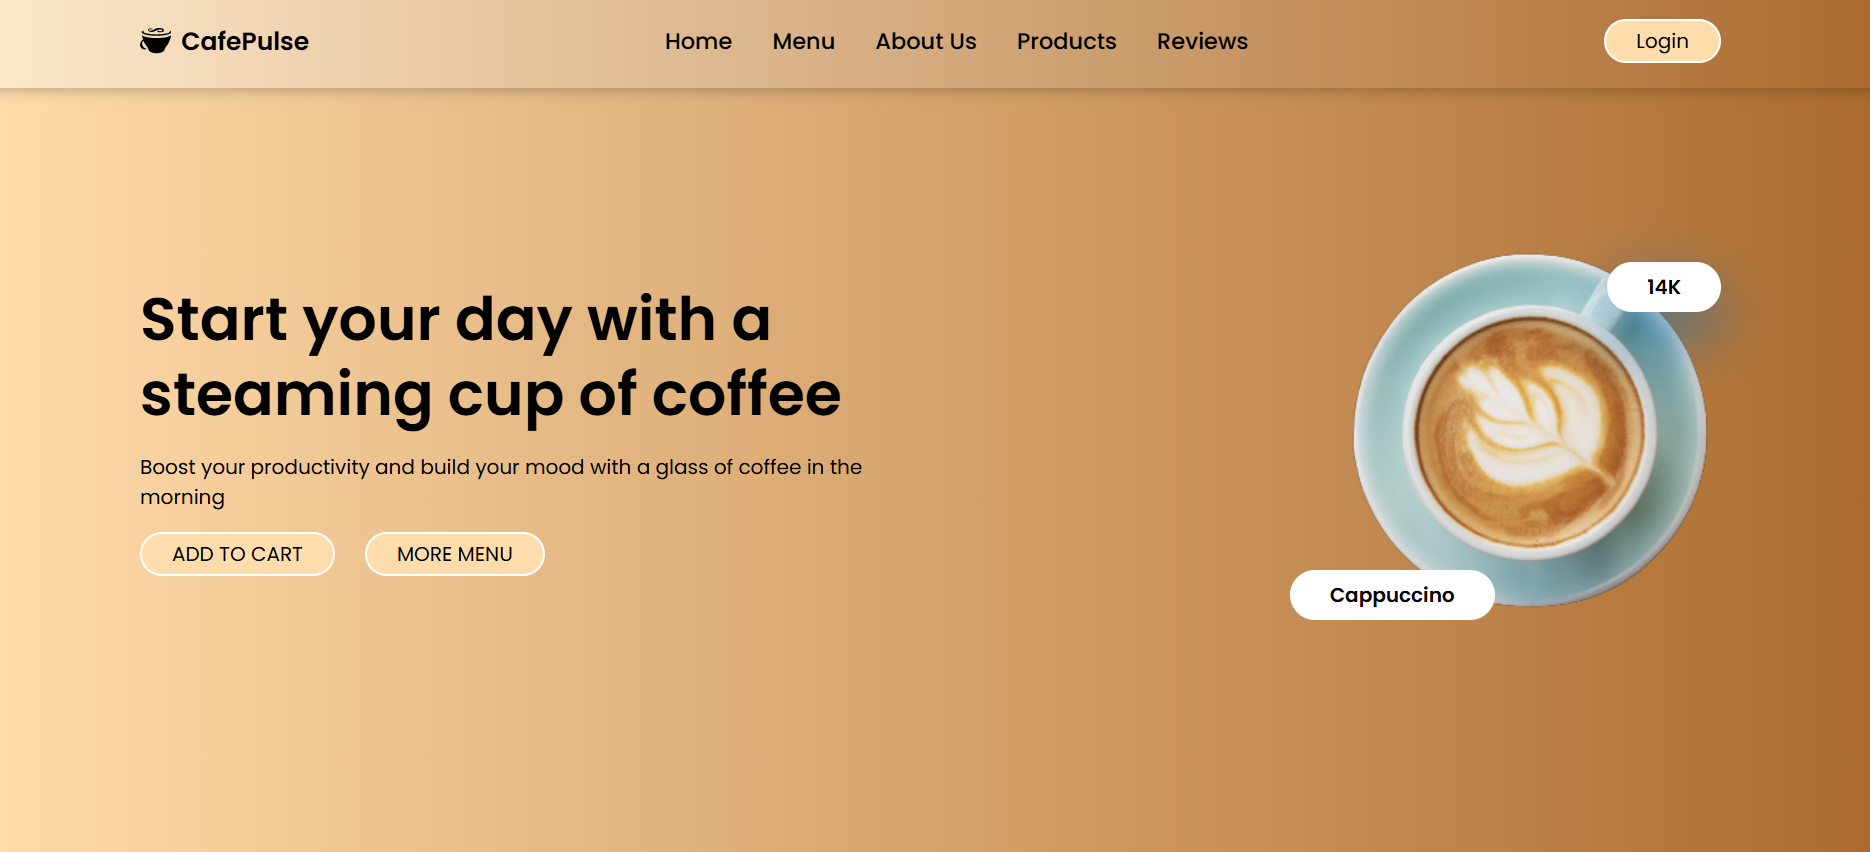 CafePulse
Home Menu About Us Products Reviews
Login
Start your day with a
steaming cup of coffee
Boost your productivity and build your mood with a glass of coffee in the
morning
ADD TO CART MORE MENU
14K
Cappuccino